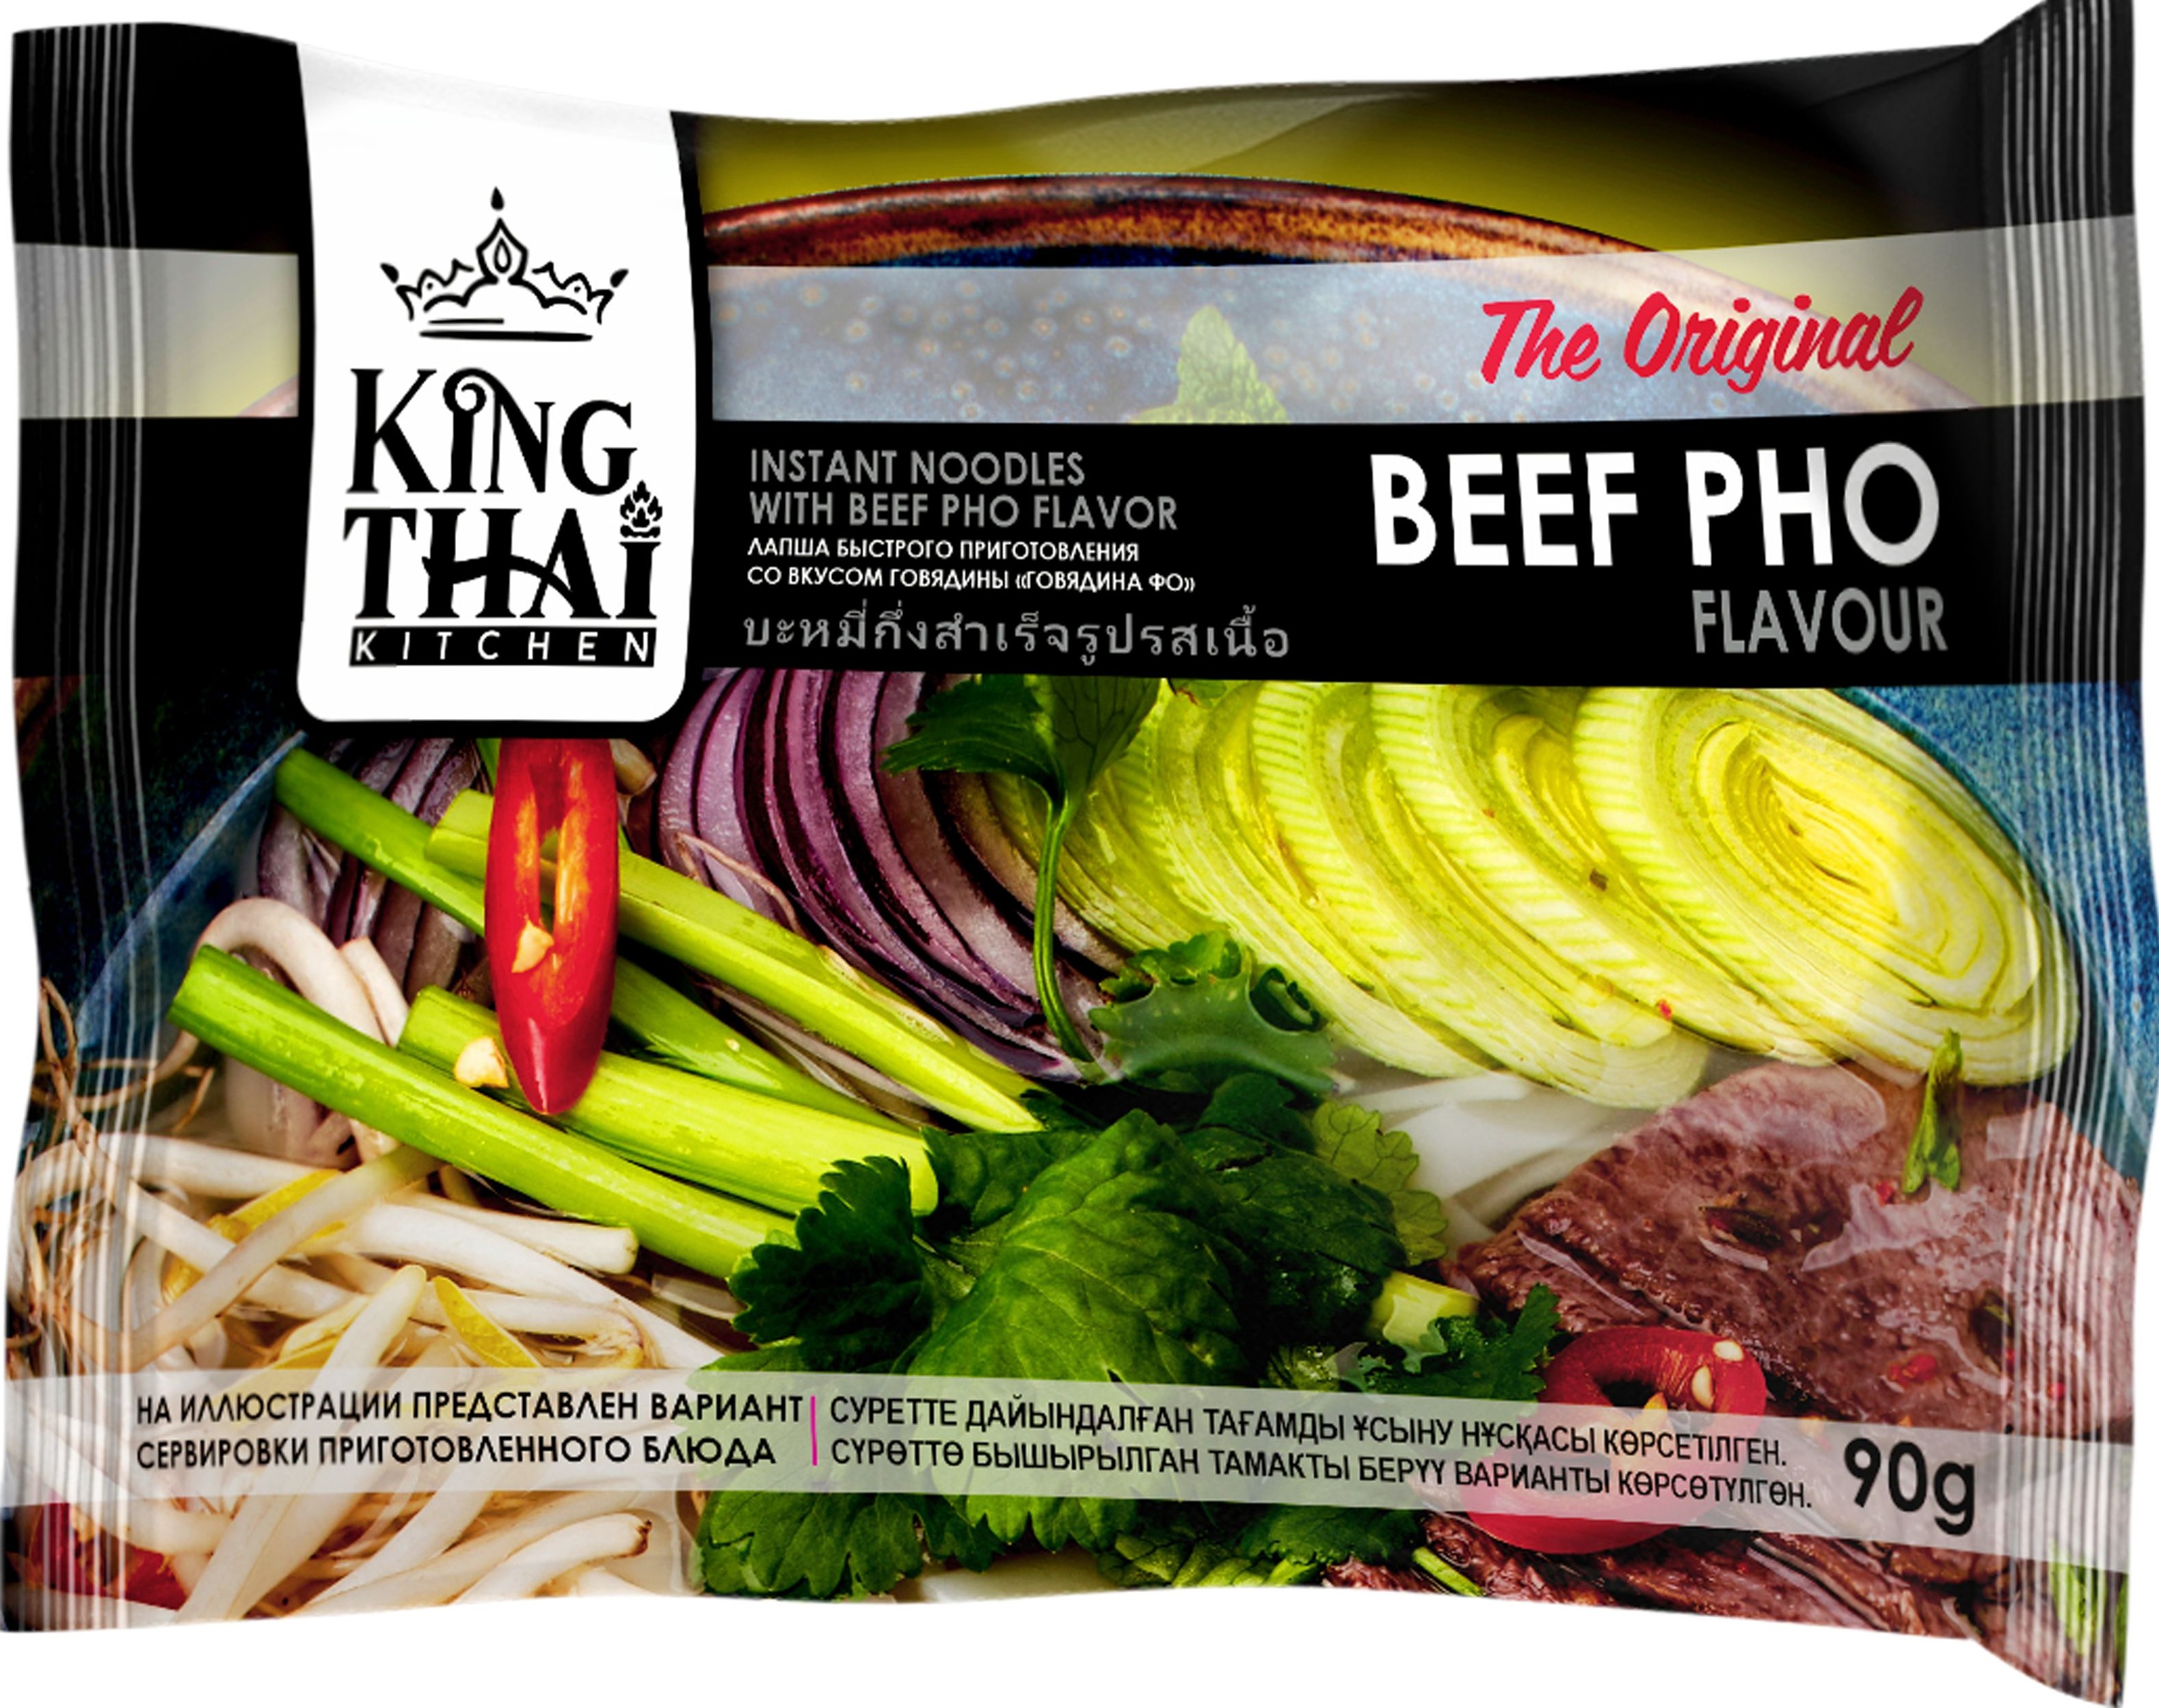 KING
THAI
KITCHEN
The Original
INSTANT NOODLES
WITH BEEF PHO FLAVOR
ЛАПША БЫСТРОГО ПРИГОТОВЛЕНИЯ
СО ВКУСОМ ГОВЯДИНЫ «ГОВЯДИНА ФО»
บะหมี่กึ่งสำเร็จรูปรสเนื้อ
BEEF PHO
FLAVOUR
НА ИЛЛЮСТРАЦИИ ПРЕДСТАВЛЕН ВАРИАНТ
СЕРВИРОВКИ ПРИГОТОВЛЕННОГО БЛЮДА
СУРЕТТЕ ДАЙЫНДАЛҒАН ТАҒАМДЫ ҰСЫНУ НҰСҚАСЫ КӨРСЕТІЛГЕН.
СҮРӨТТӨ БЫШЫРЫЛГАН ТАМАКТЫ БЕРҮҮ ВАРИАНТЫ КӨРСӨТҮЛГӨН.
90g